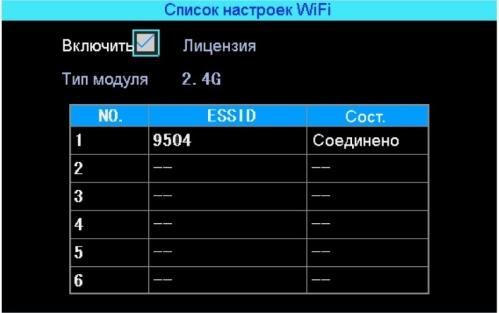 Список настроек WiFi
Включить Лицензия
Тип модуля 2.4G
NO. ESSID Сост.
1 9504 Соединено
2 -- --
3 -- --
4 -- --
5 -- --
6 -- --